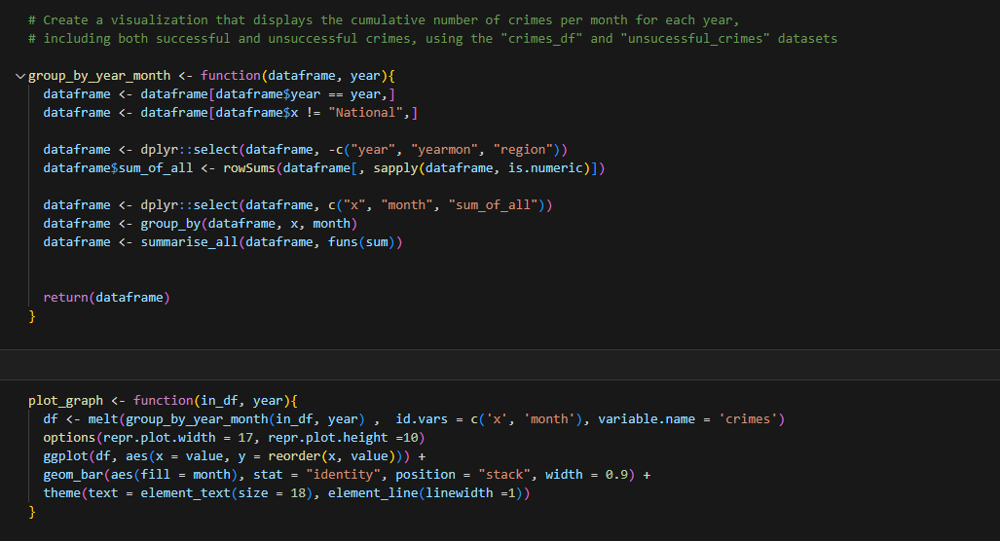 # Create a visualization that displays the cumulative number of crimes per month for each year,
# including both successful and unsuccessful crimes, using the "crimes_df" and "unsucessful_crimes" datasets
group_by_year_month <- function(dataframe, year){
dataframe <- dataframe[dataframe$year == year,]
dataframe <- dataframe[dataframe$x != "National",]
dataframe <- dplyr::select(dataframe, -c("year", "yearmon", "region"))
dataframe$sum_of_all <- rowSums(dataframe[, sapply(dataframe, is.numeric)])
dataframe <- dplyr::select(dataframe, c("x", "month", "sum_of_all"))
dataframe <- group_by(dataframe, x, month)
dataframe <- summarise_all(dataframe, funs(sum))
return(dataframe)
}
plot_graph <- function(in_df, year){
df <- melt(group_by_year_month(in_df, year) ,  id.vars = c('x', 'month'), variable.name = 'crimes')
options(repr.plot.width = 17, repr.plot.height =10)
ggplot(df, aes(x = value, y = reorder(x, value))) +
geom_bar(aes(fill = month), stat = "identity", position = "stack", width = 0.9) +
theme(text = element_text(size = 18), element_line(linewidth =1))
}